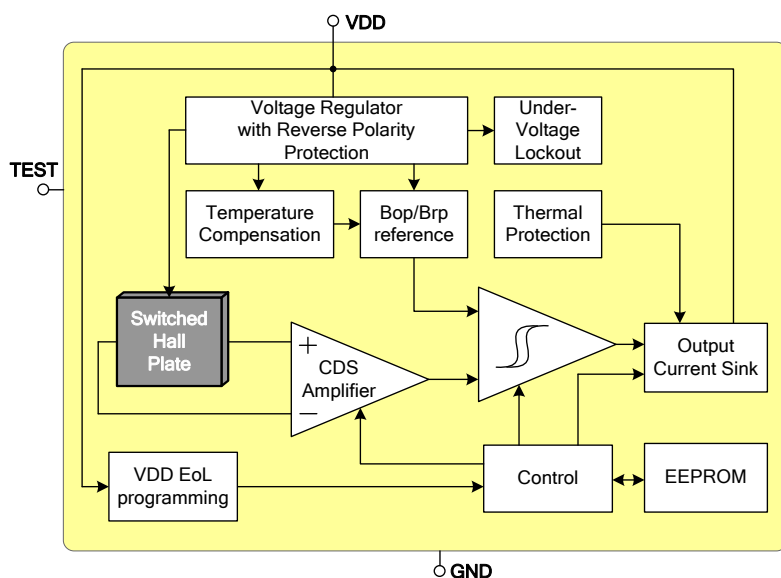 VDD
Voltage Regulator
with Reverse Polarity
Protection
Under-
Voltage
Lockout
TEST
Temperature
Compensation
Bop/Brp
reference
Thermal
Protection
Switched
Hall
Plate
+
CDS
Amplifier
−
Output
Current Sink
VDD EoL
programming
Control
EEPROM
GND